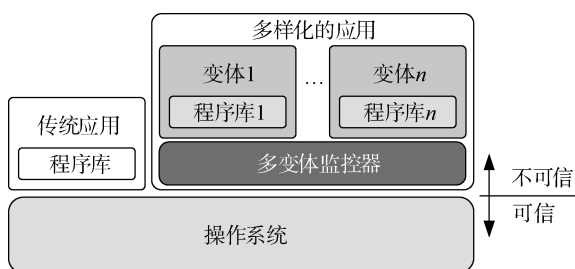 多样化的应用
变体1
…
变体n
程序库1
程序库n
传统应用
程序库
多变体监控器
不可信
可信
操作系统